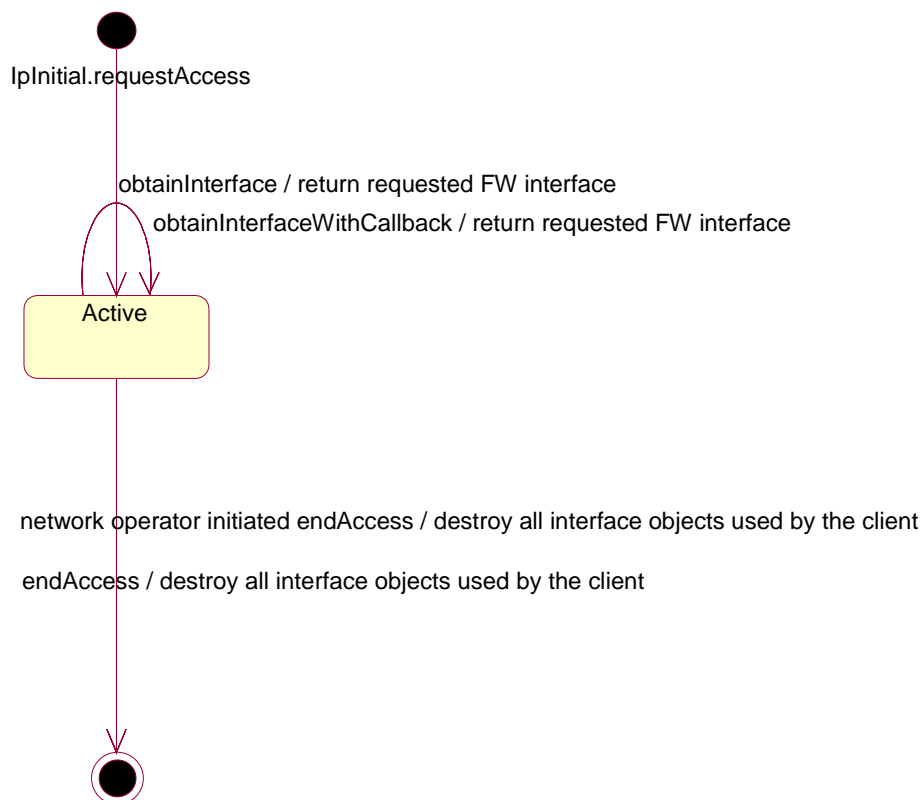 IpInitial.requestAccess
obtainInterface / return requested FW interface
obtainInterfaceWithCallback / return requested FW interface
Active
network operator initiated endAccess / destroy all interface objects used by the client
endAccess / destroy all interface objects used by the client